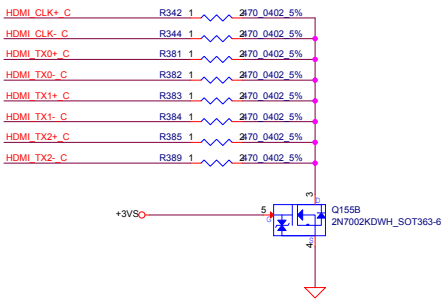 HDMI_CLK+_C R342 1 2 470_0402_5%
HDMI_CLK-_C R344 1 2 470_0402_5%
HDMI_TX0+_C R381 1 2 470_0402_5%
HDMI_TX0-_C R382 1 2 470_0402_5%
HDMI_TX1+_C R383 1 2 470_0402_5%
HDMI_TX1-_C R384 1 2 470_0402_5%
HDMI_TX2+_C R385 1 2 470_0402_5%
HDMI_TX2-_C R389 1 2 470_0402_5%
3
D
+3VS 5 G
Q155B
2N7002KDWH_SOT363-6
S
4